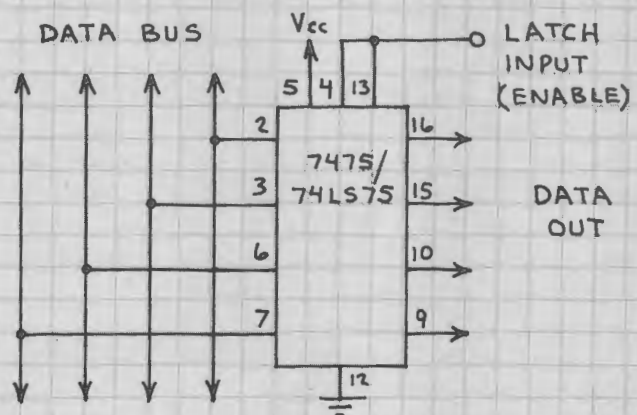 DATA BUS
Vcc
LATCH
INPUT
(ENABLE)
5 4 13
2
16
7475/
74LS75
3
15
DATA
OUT
6
10
7
9
12